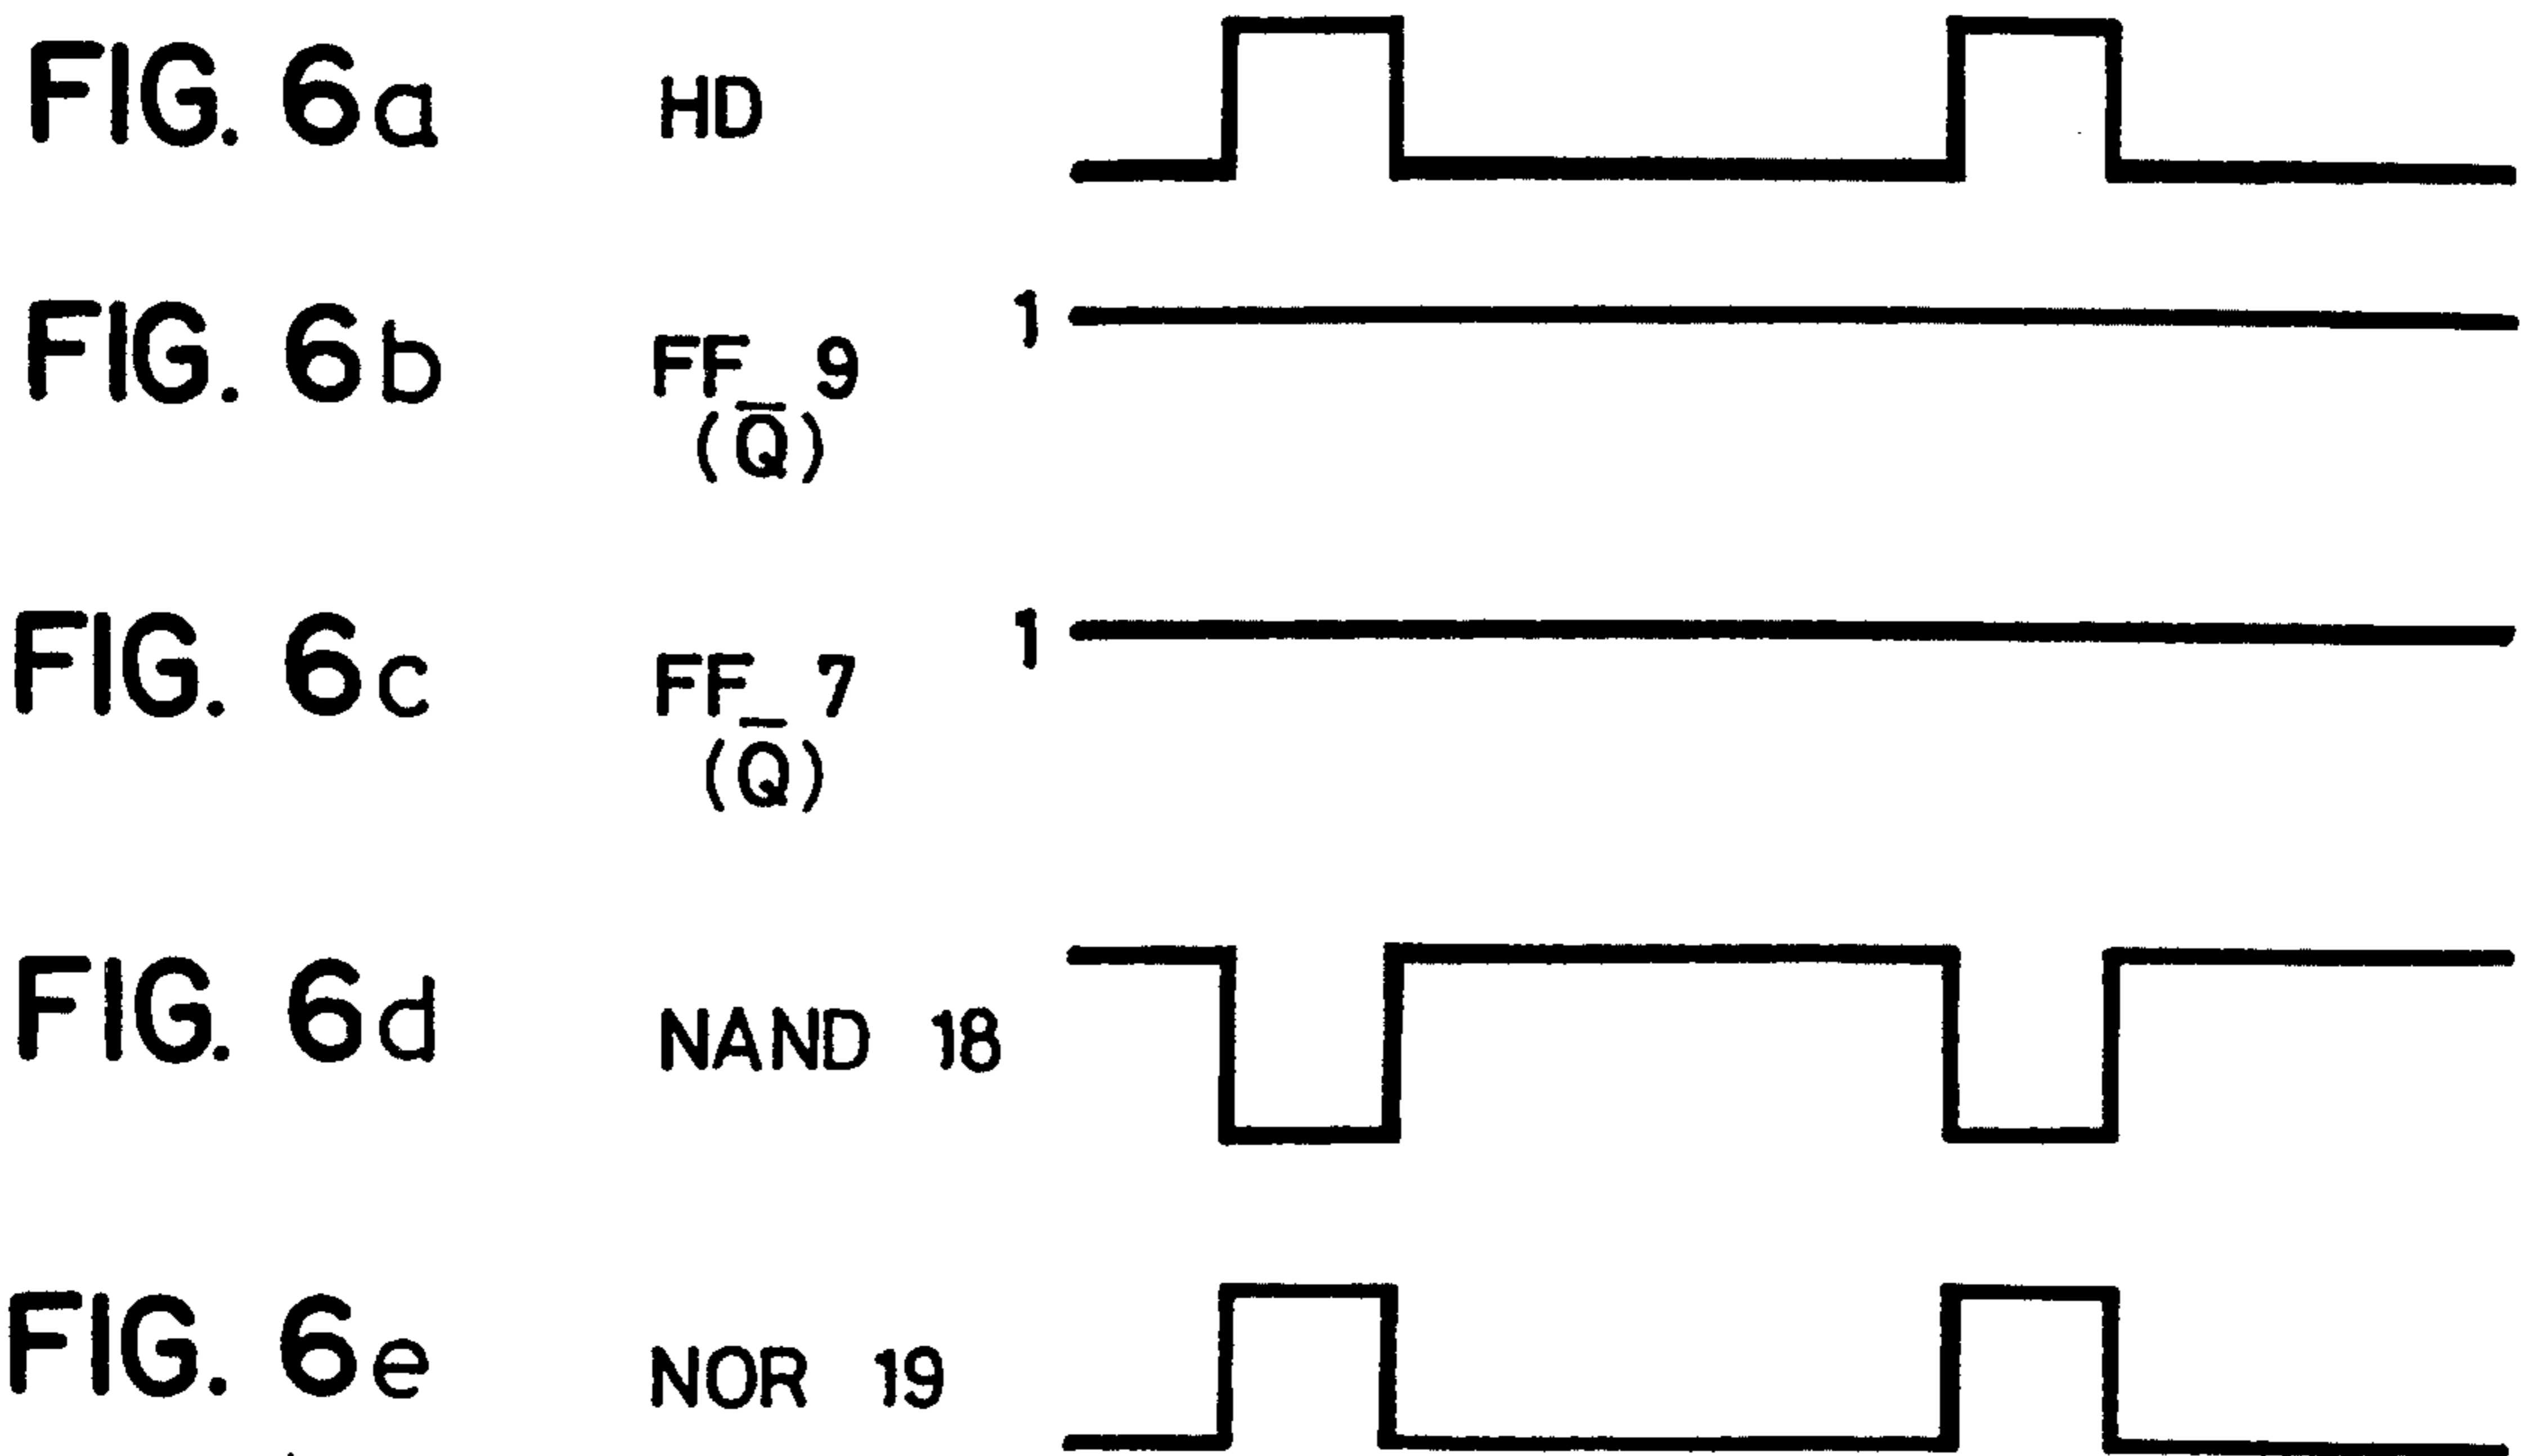 FIG. 6a HD
FIG. 6b FF 9 1
(Q̅)
FIG. 6c FF 7 1
(Q̅)
FIG. 6d NAND 18
FIG. 6e NOR 19